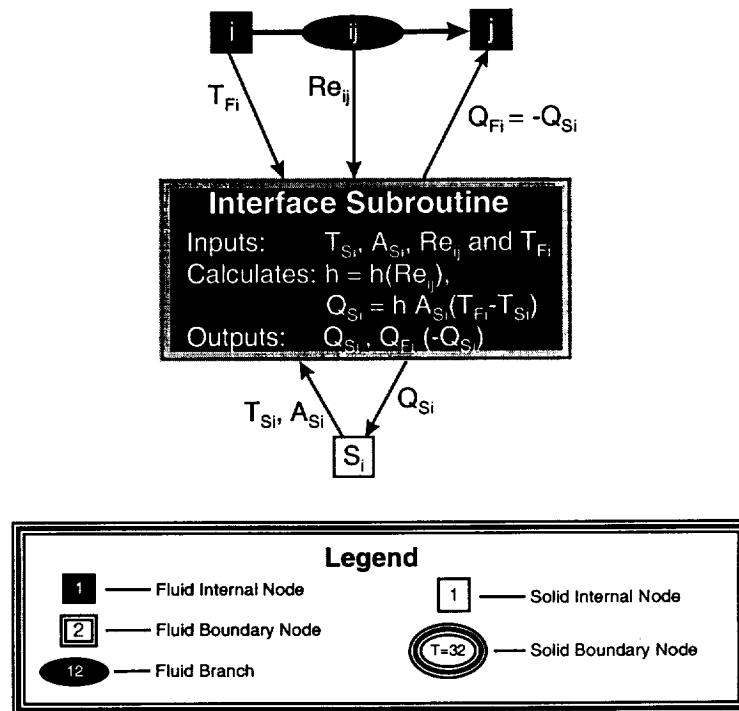 i ij j
T_Fi Re_ij Q_Fi = -Q_Si
Interface Subroutine
Inputs: T_Si, A_Si, Re_ij and T_Fi
Calculates: h = h(Re_ij),
Q_Si = h A_Si(T_Fi-T_Si)
Outputs: Q_Si, Q_Fi (-Q_Si)
T_Si, A_Si Q_Si
S_i
Legend
1 Fluid Internal Node
2 Fluid Boundary Node
12 Fluid Branch
1 Solid Internal Node
T=32 Solid Boundary Node